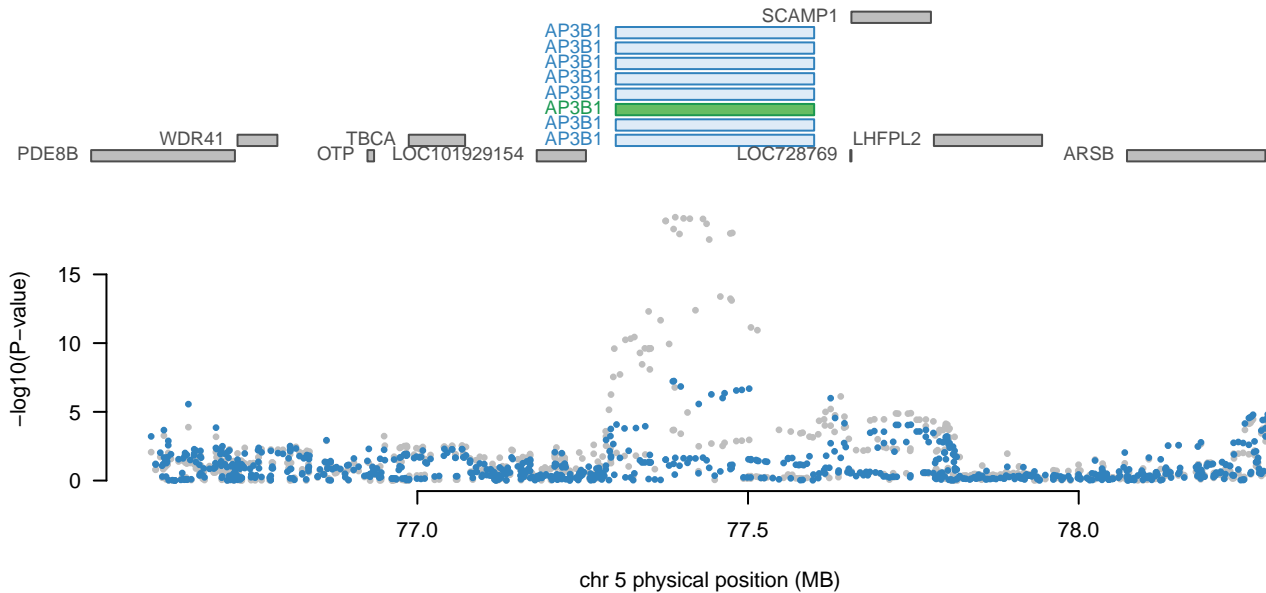 SCAMP1
AP3B1
AP3B1
AP3B1
AP3B1
AP3B1
AP3B1
AP3B1
WDR41 TBCA AP3B1 LHFPL2
PDE8B OTP LOC101929154 LOC728769 ARSB
−log10(P−value)
15
10
5
0
77.0 77.5 78.0
chr 5 physical position (MB)